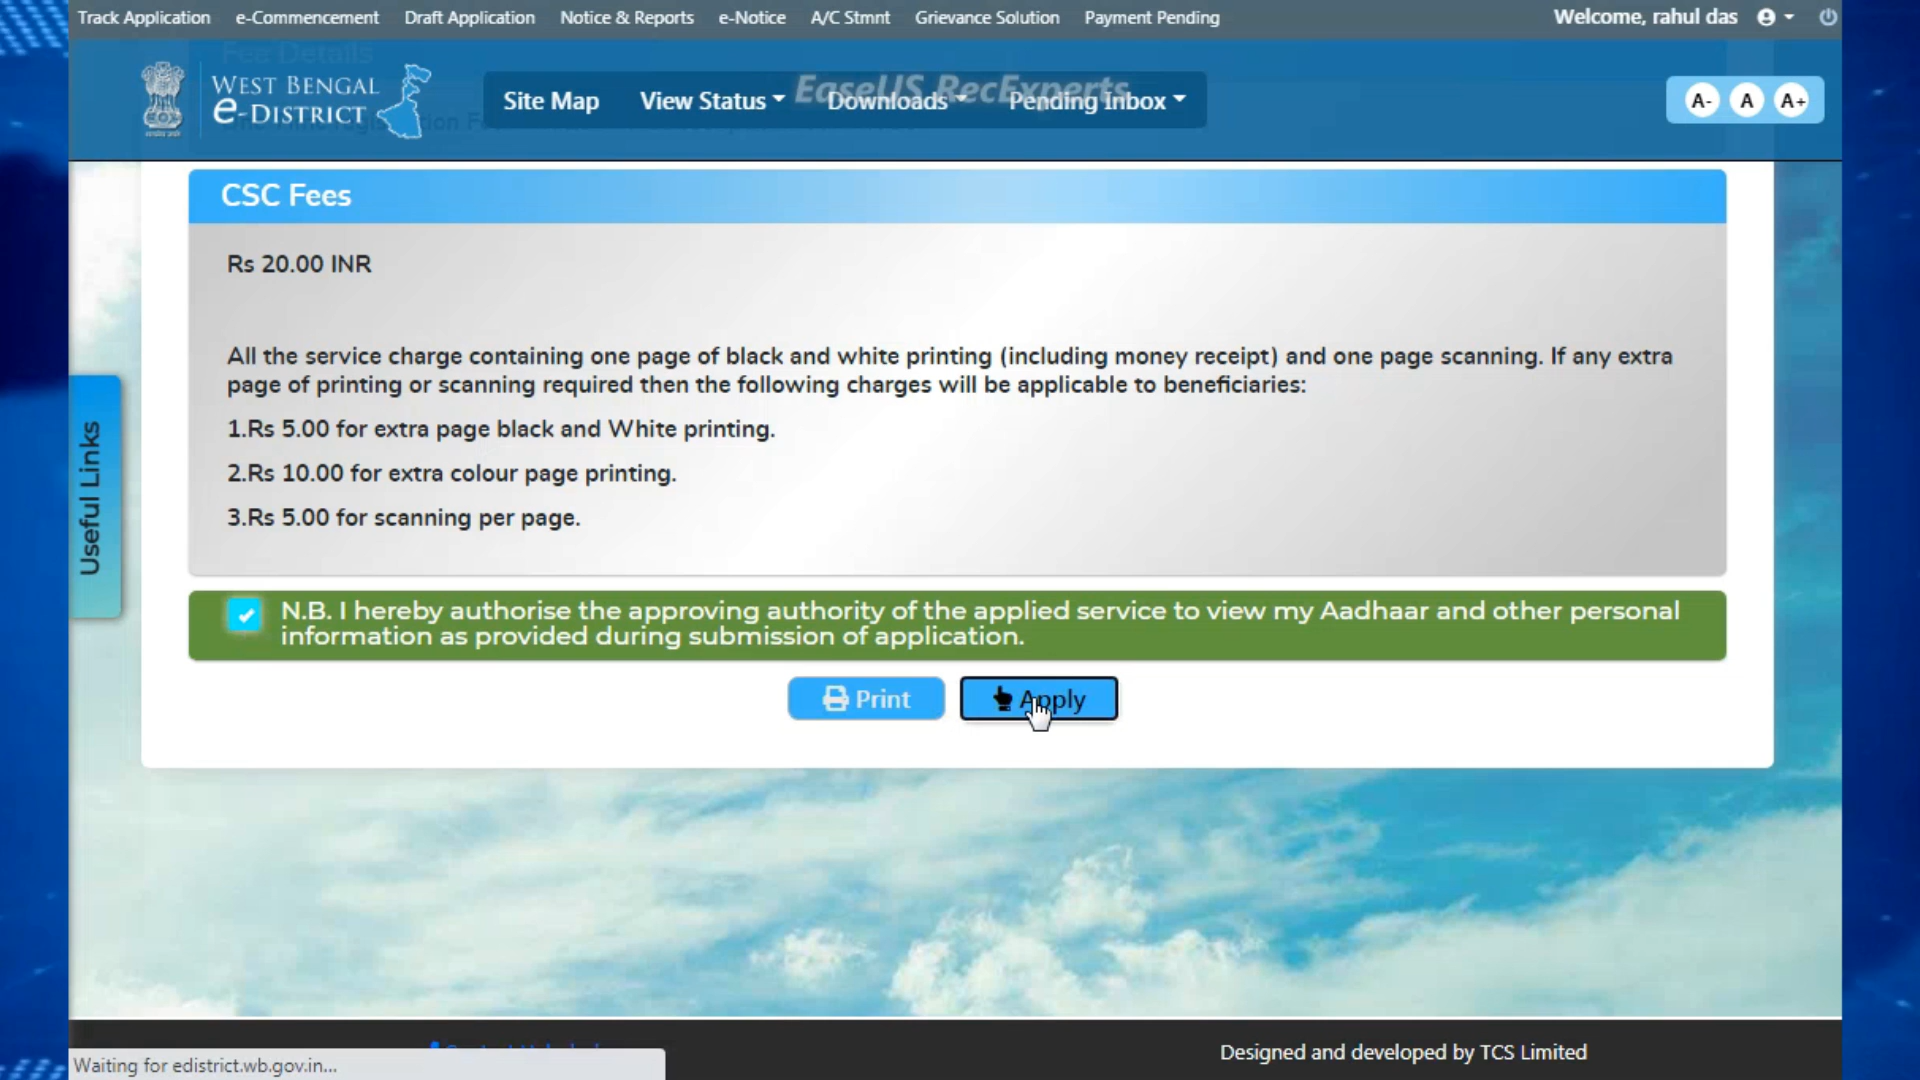 Track Application e-Commencement Draft Application Notice & Reports e-Notice A/C Stmnt Grievance Solution Payment Pending Welcome, rahul das
Fee Details
WEST BENGAL
e-DISTRICT
Site Map View Status Downloads Pending Inbox
EaseUS RecExperts
A- A A+
CSC Fees
Rs 20.00 INR
All the service charge containing one page of black and white printing (including money receipt) and one page scanning. If any extra
page of printing or scanning required then the following charges will be applicable to beneficiaries:
1.Rs 5.00 for extra page black and White printing.
2.Rs 10.00 for extra colour page printing.
3.Rs 5.00 for scanning per page.
Useful Links
N.B. I hereby authorise the approving authority of the applied service to view my Aadhaar and other personal
information as provided during submission of application.
Print Apply
Designed and developed by TCS Limited
Waiting for edistrict.wb.gov.in...